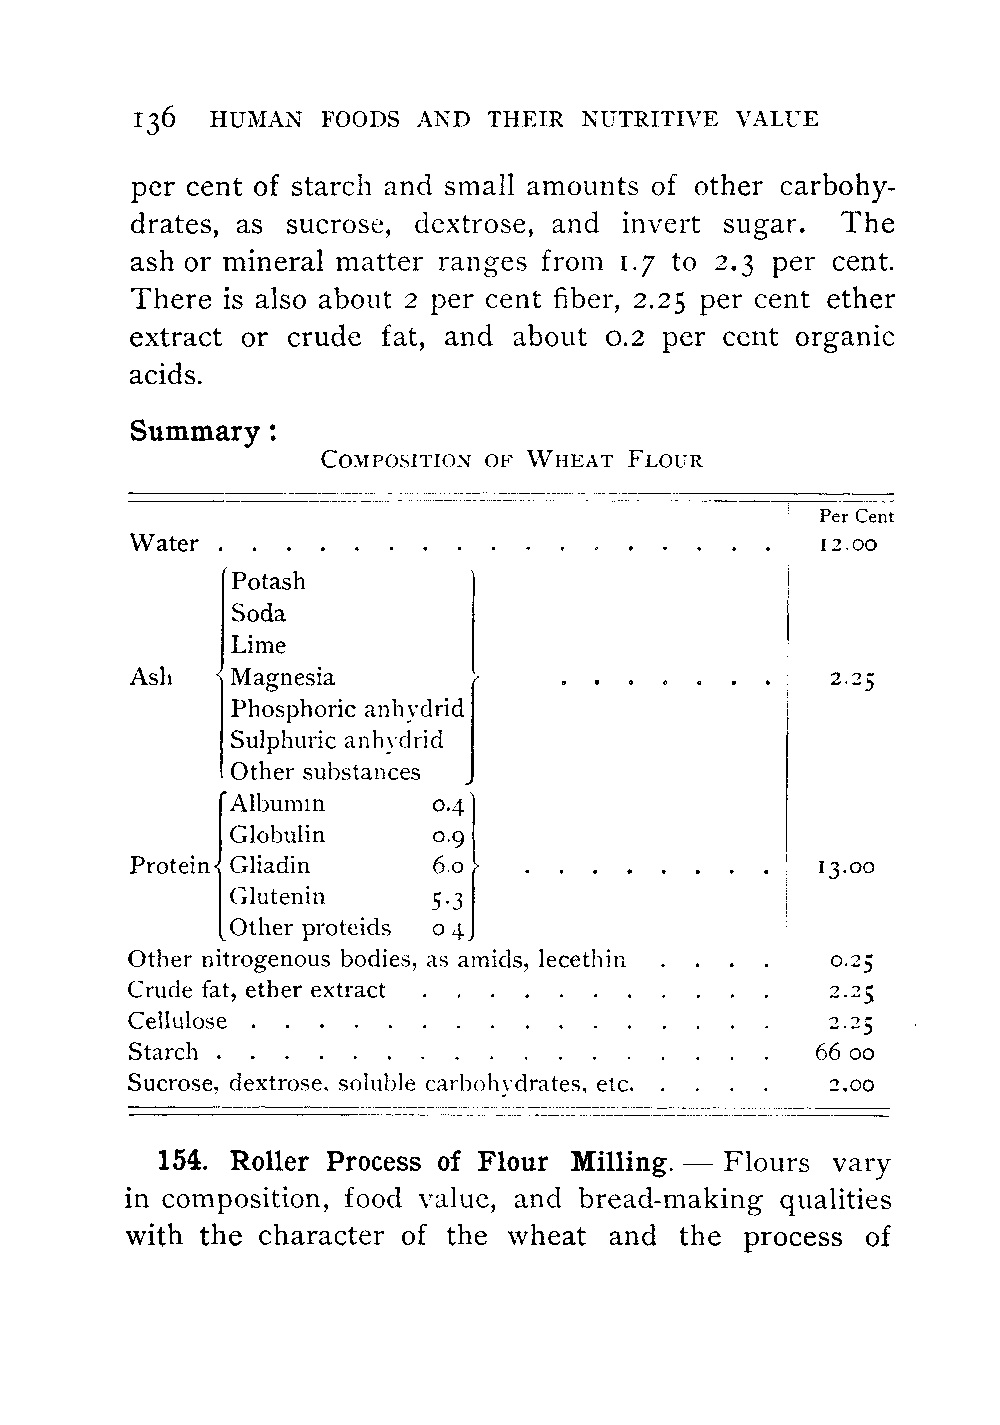 136 HUMAN FOODS AND THEIR NUTRITIVE VALUE
per cent of starch and small amounts of other carbohy-
drates, as sucrose, dextrose, and invert sugar. The
ash or mineral matter ranges from 1.7 to 2.3 per cent.
There is also about 2 per cent fiber, 2.25 per cent ether
extract or crude fat, and about 0.2 per cent organic
acids.
Summary :
COMPOSITION OF WHEAT FLOUR
Per Cent
Water . . . . . . . . . . . . . . . . . 12.00
Potash
Soda
Lime
Ash Magnesia . . . . . . . 2.25
Phosphoric anhydrid
Sulphuric anhydrid
Other substances
Albumin 0.4
Globulin 0.9
Protein Gliadin 6.0 . . . . . . . . 13.00
Glutenin 5.3
Other proteids 0 4
Other nitrogenous bodies, as amids, lecethin . . . . 0.25
Crude fat, ether extract . . . . . . . . . . . 2.25
Cellulose . . . . . . . . . . . . . . . . 2.25
Starch . . . . . . . . . . . . . . . . . 66 00
Sucrose, dextrose, soluble carbohydrates, etc. . . . . 2.00
154. Roller Process of Flour Milling. — Flours vary
in composition, food value, and bread-making qualities
with the character of the wheat and the process of